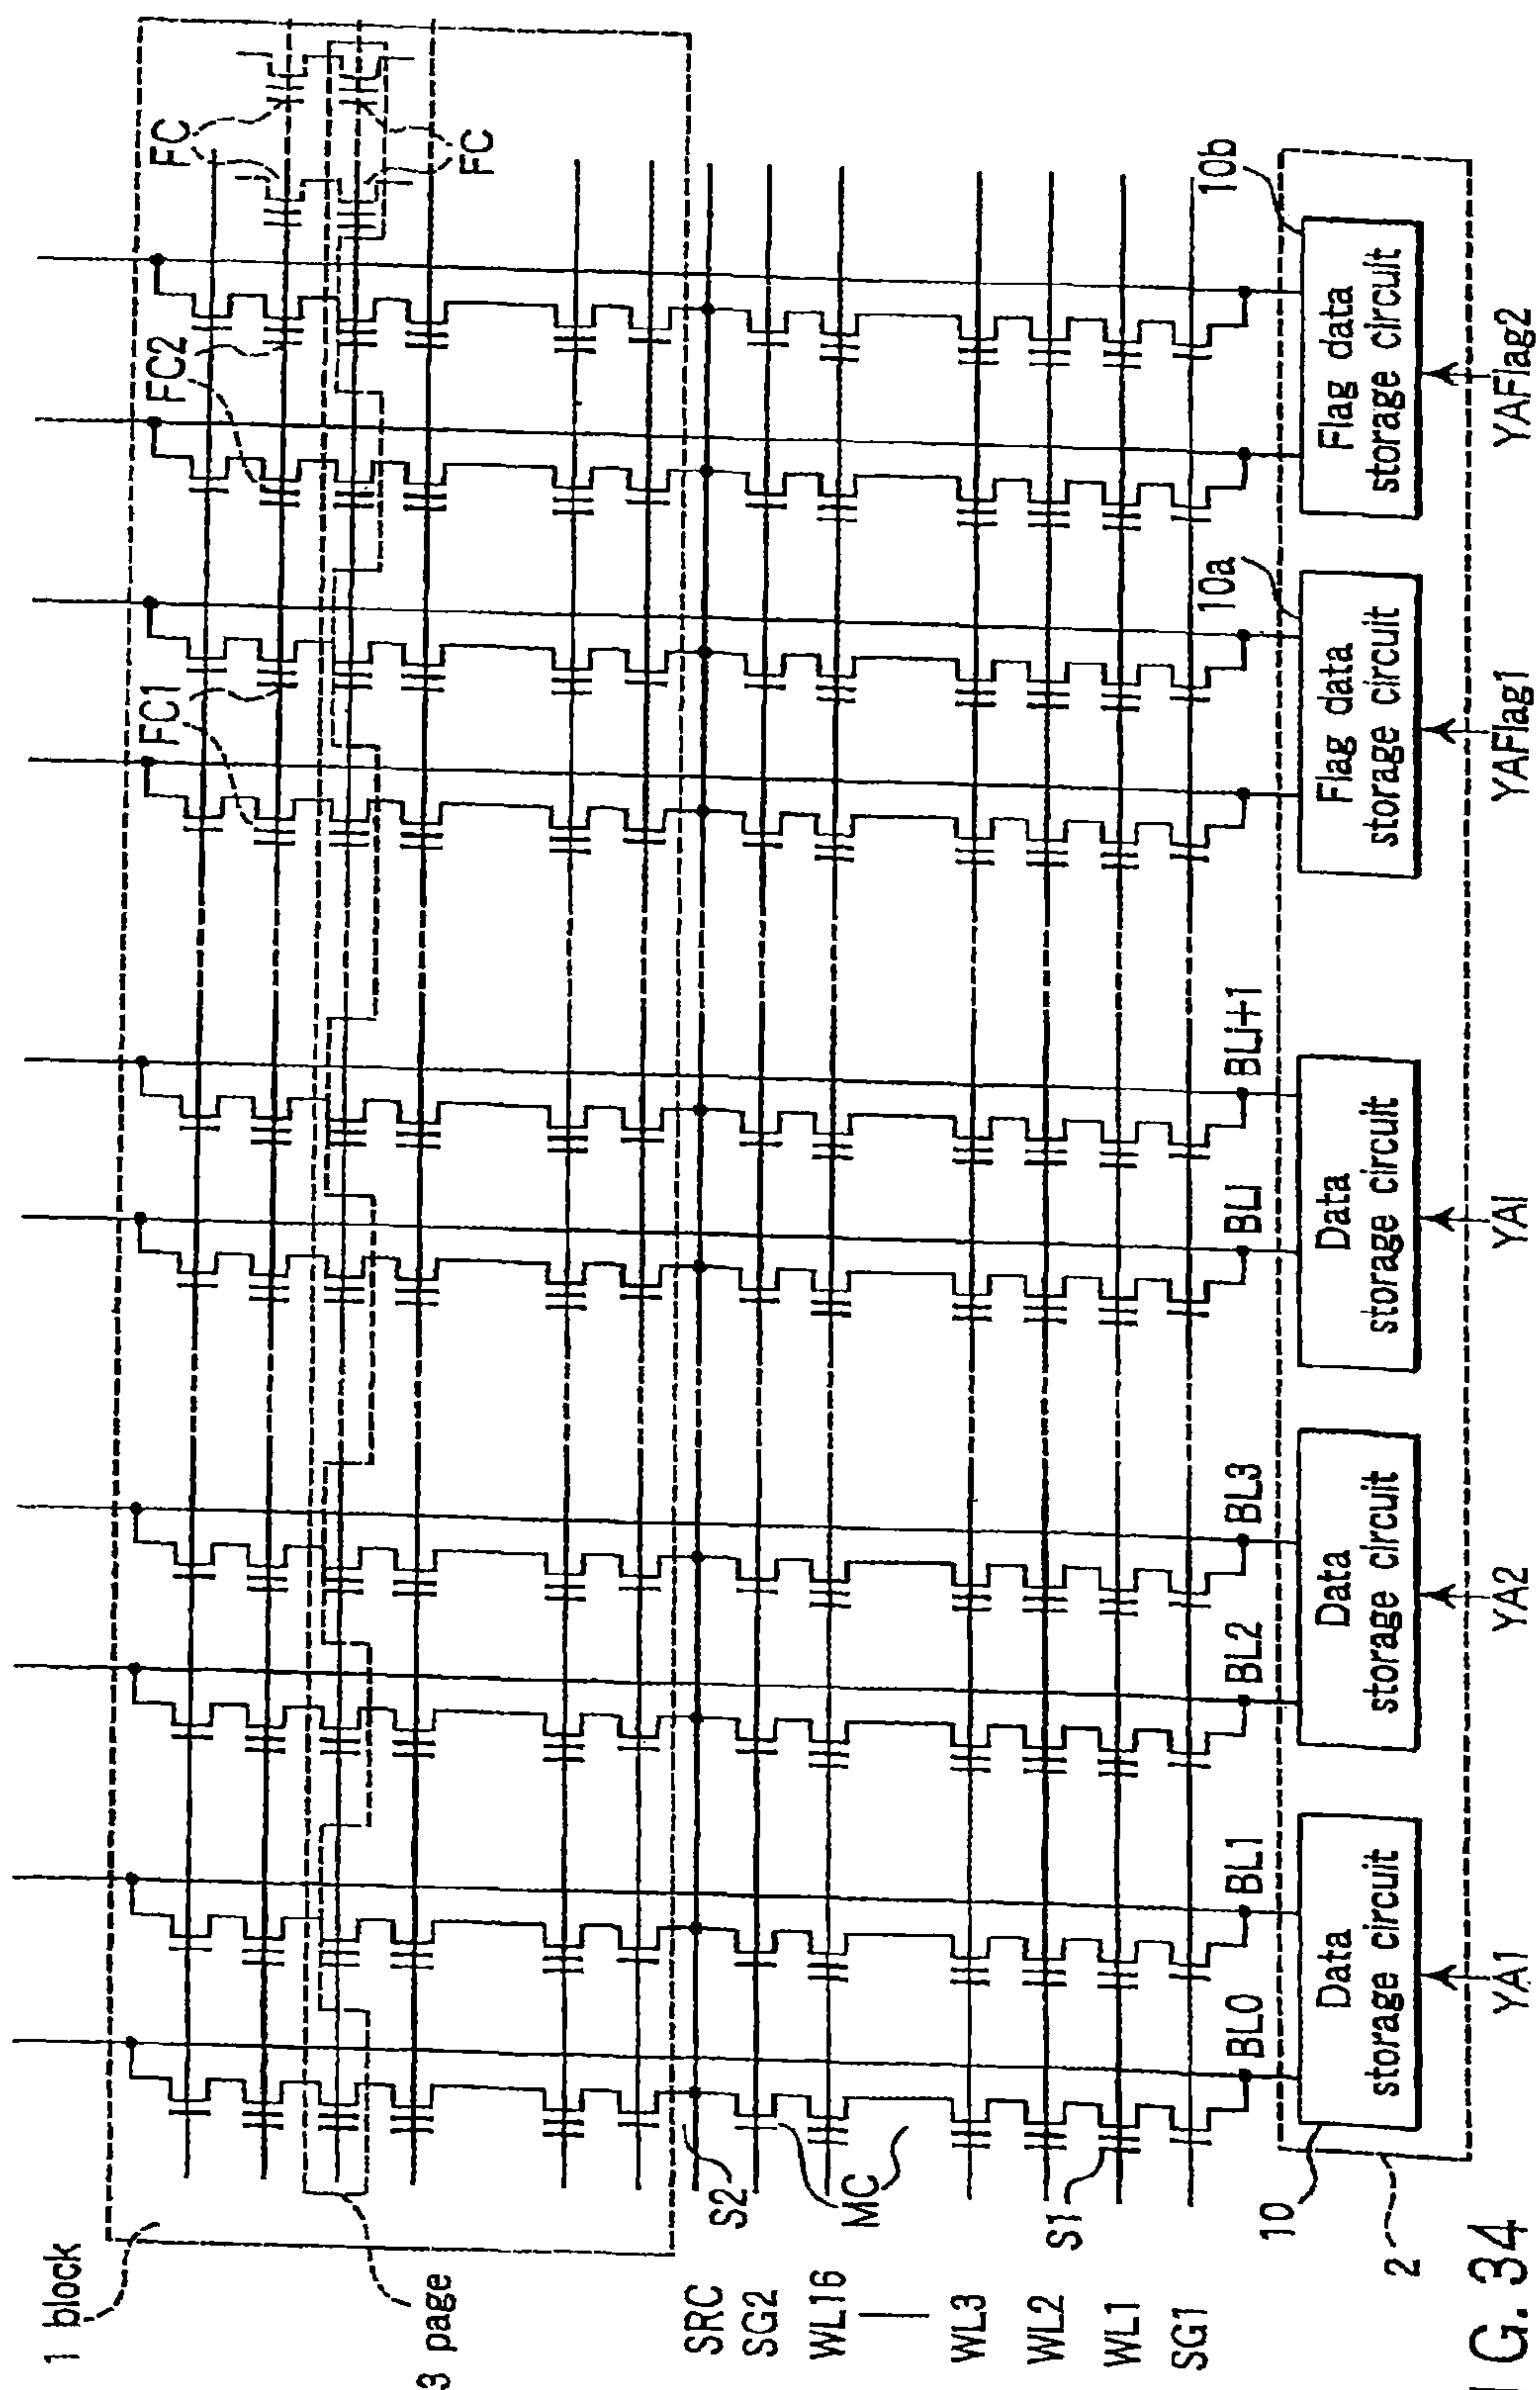 1 block
3 page
FC
FC
FC2
FC1
SRC
SG2
WL16
WL3
WL2
WL1
SG1
S2
MC
S1
BL0
BL1
BL2
BL3
BLi
BLi+1
10a
10b
10
2
Data
storage circuit
Data
storage circuit
Data
storage circuit
Flag data
storage circuit
Flag data
storage circuit
YA1
YA2
YAi
YAFlag1
YAFlag2
I G. 34